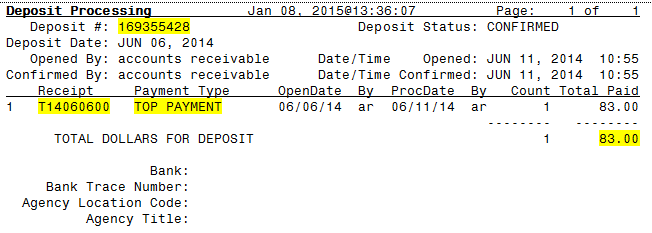 Deposit Processing Jan 08, 2015@13:36:07 Page: 1 of 1
Deposit #: 169355428 Deposit Status: CONFIRMED
Deposit Date: JUN 06, 2014
Opened By: accounts receivable Date/Time Opened: JUN 11, 2014 10:55
Confirmed By: accounts receivable Date/Time Confirmed: JUN 11, 2014 10:55
Receipt Payment Type OpenDate By ProcDate By Count Total Paid
1 T14060600 TOP PAYMENT 06/06/14 ar 06/11/14 ar 1 83.00
-------- --------
TOTAL DOLLARS FOR DEPOSIT 1 83.00
Bank:
Bank Trace Number:
Agency Location Code:
Agency Title: